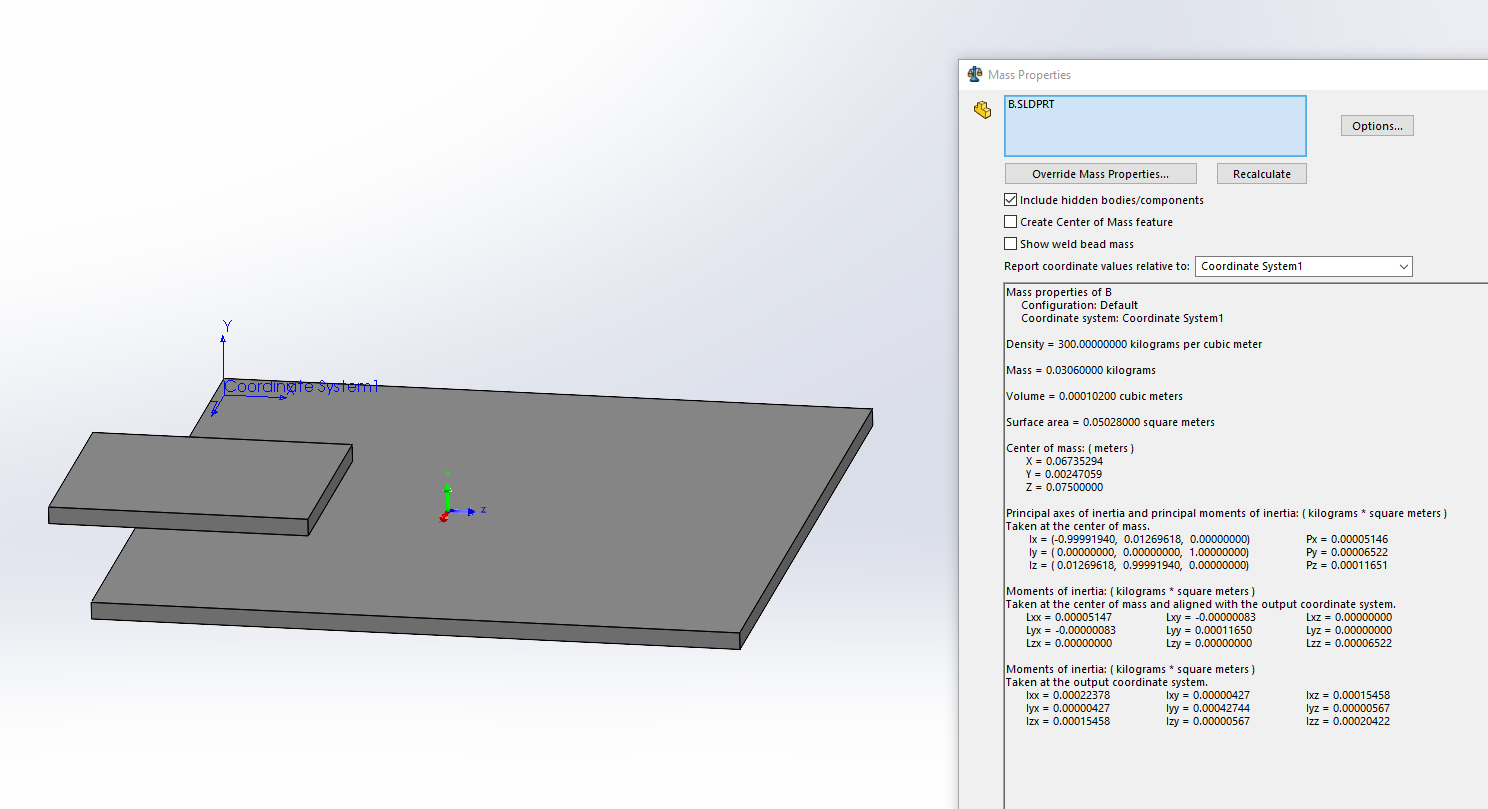 Y
Coordinate System1
X
Z
Y
Z
Mass Properties
B.SLDPRT
Options...
Override Mass Properties...
Recalculate
Include hidden bodies/components
Create Center of Mass feature
Show weld bead mass
Report coordinate values relative to:
Coordinate System1
Mass properties of B
Configuration: Default
Coordinate system: Coordinate System1
Density = 300.00000000 kilograms per cubic meter
Mass = 0.03060000 kilograms
Volume = 0.00010200 cubic meters
Surface area = 0.05028000 square meters
Center of mass: ( meters )
X = 0.06735294
Y = 0.00247059
Z = 0.07500000
Principal axes of inertia and principal moments of inertia: ( kilograms * square meters )
Taken at the center of mass.
Ix = (-0.99991940, 0.01269618, 0.00000000) Px = 0.00005146
Iy = ( 0.00000000, 0.00000000, 1.00000000) Py = 0.00006522
Iz = ( 0.01269618, 0.99991940, 0.00000000) Pz = 0.00011651
Moments of inertia: ( kilograms * square meters )
Taken at the center of mass and aligned with the output coordinate system.
Lxx = 0.00005147 Lxy = -0.00000083 Lxz = 0.00000000
Lyx = -0.00000083 Lyy = 0.00011650 Lyz = 0.00000000
Lzx = 0.00000000 Lzy = 0.00000000 Lzz = 0.00006522
Moments of inertia: ( kilograms * square meters )
Taken at the output coordinate system.
Ixx = 0.00022378 Ixy = 0.00000427 Ixz = 0.00015458
Iyx = 0.00000427 Iyy = 0.00042744 Iyz = 0.00000567
Izx = 0.00015458 Izy = 0.00000567 Izz = 0.00020422